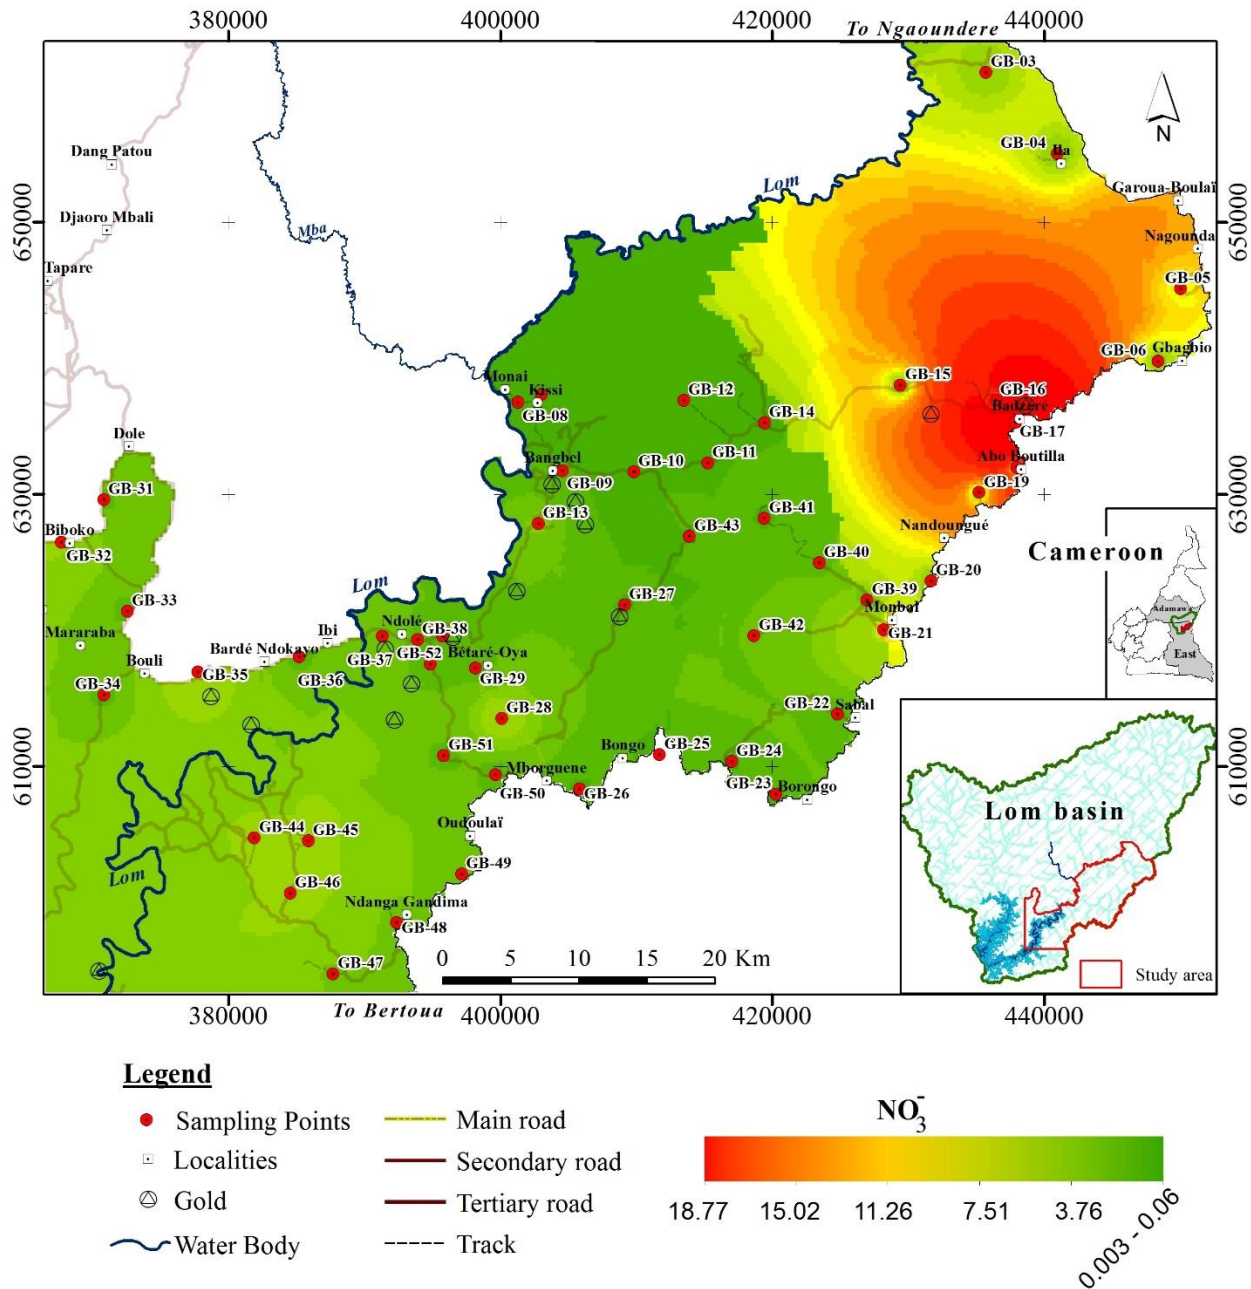 380000
400000
420000
440000
To Ngaoundere
GB-03
GB-04
Ila
N
Dang Patou
Lom
Garoua-Boulaï
Djaoro Mbali
Mba
650000
650000
Nagounda
Tapare
GB-05
GB-06
Gbagbio
Monai
Kissi
GB-08
GB-12
GB-15
GB-16
Badzéré
GB-14
GB-17
Dole
Bangbel
GB-10
GB-11
Abo Boutilla
GB-09
GB-31
GB-19
630000
630000
GB-13
GB-41
Biboko
GB-32
GB-43
Nandoungué
Cameroon
GB-40
Lom
GB-20
GB-33
GB-27
GB-39
Monbal
Adamawa
Mararaba
Ibi
Ndolé
GB-38
GB-42
GB-21
East
Bouli
Bardé Ndokayo
GB-37
GB-52
Bétaré-Oya
GB-35
GB-36
GB-29
GB-34
GB-28
GB-22
Sabal
GB-51
Bongo
GB-25
GB-24
610000
610000
Mborguene
GB-50
GB-26
GB-23
Borongo
Lom basin
GB-44
GB-45
Oudoulaï
Lom
GB-46
GB-49
Ndanga Gandima
GB-48
GB-47
0 5 10 15 20 Km
Study area
380000
To Bertoua
400000
420000
440000
Legend
Sampling Points
Main road
Localities
Secondary road
Gold
Tertiary road
Water Body
Track
NO3-
18.77
15.02
11.26
7.51
3.76
0.003 - 0.06